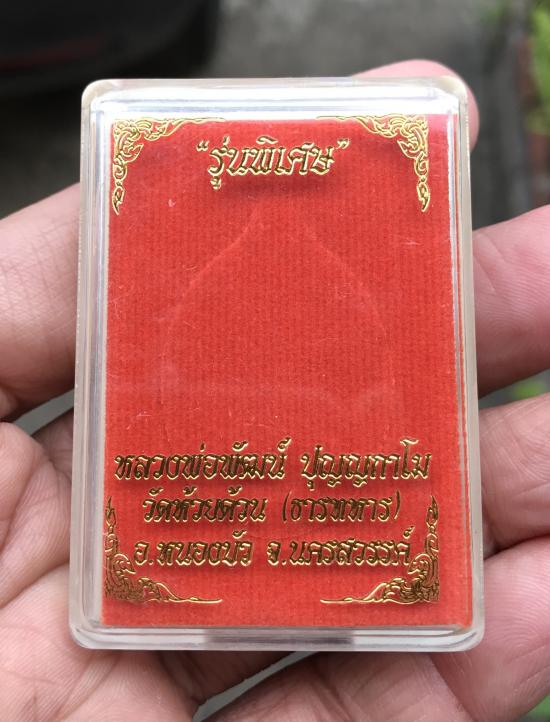 "รุ่นพิเศษ"
หลวงพ่อพัฒน์ ปุญญกาโม
วัดห้วยด้วน (ธารทหาร)
อ.หนองบัว จ.นครสวรรค์